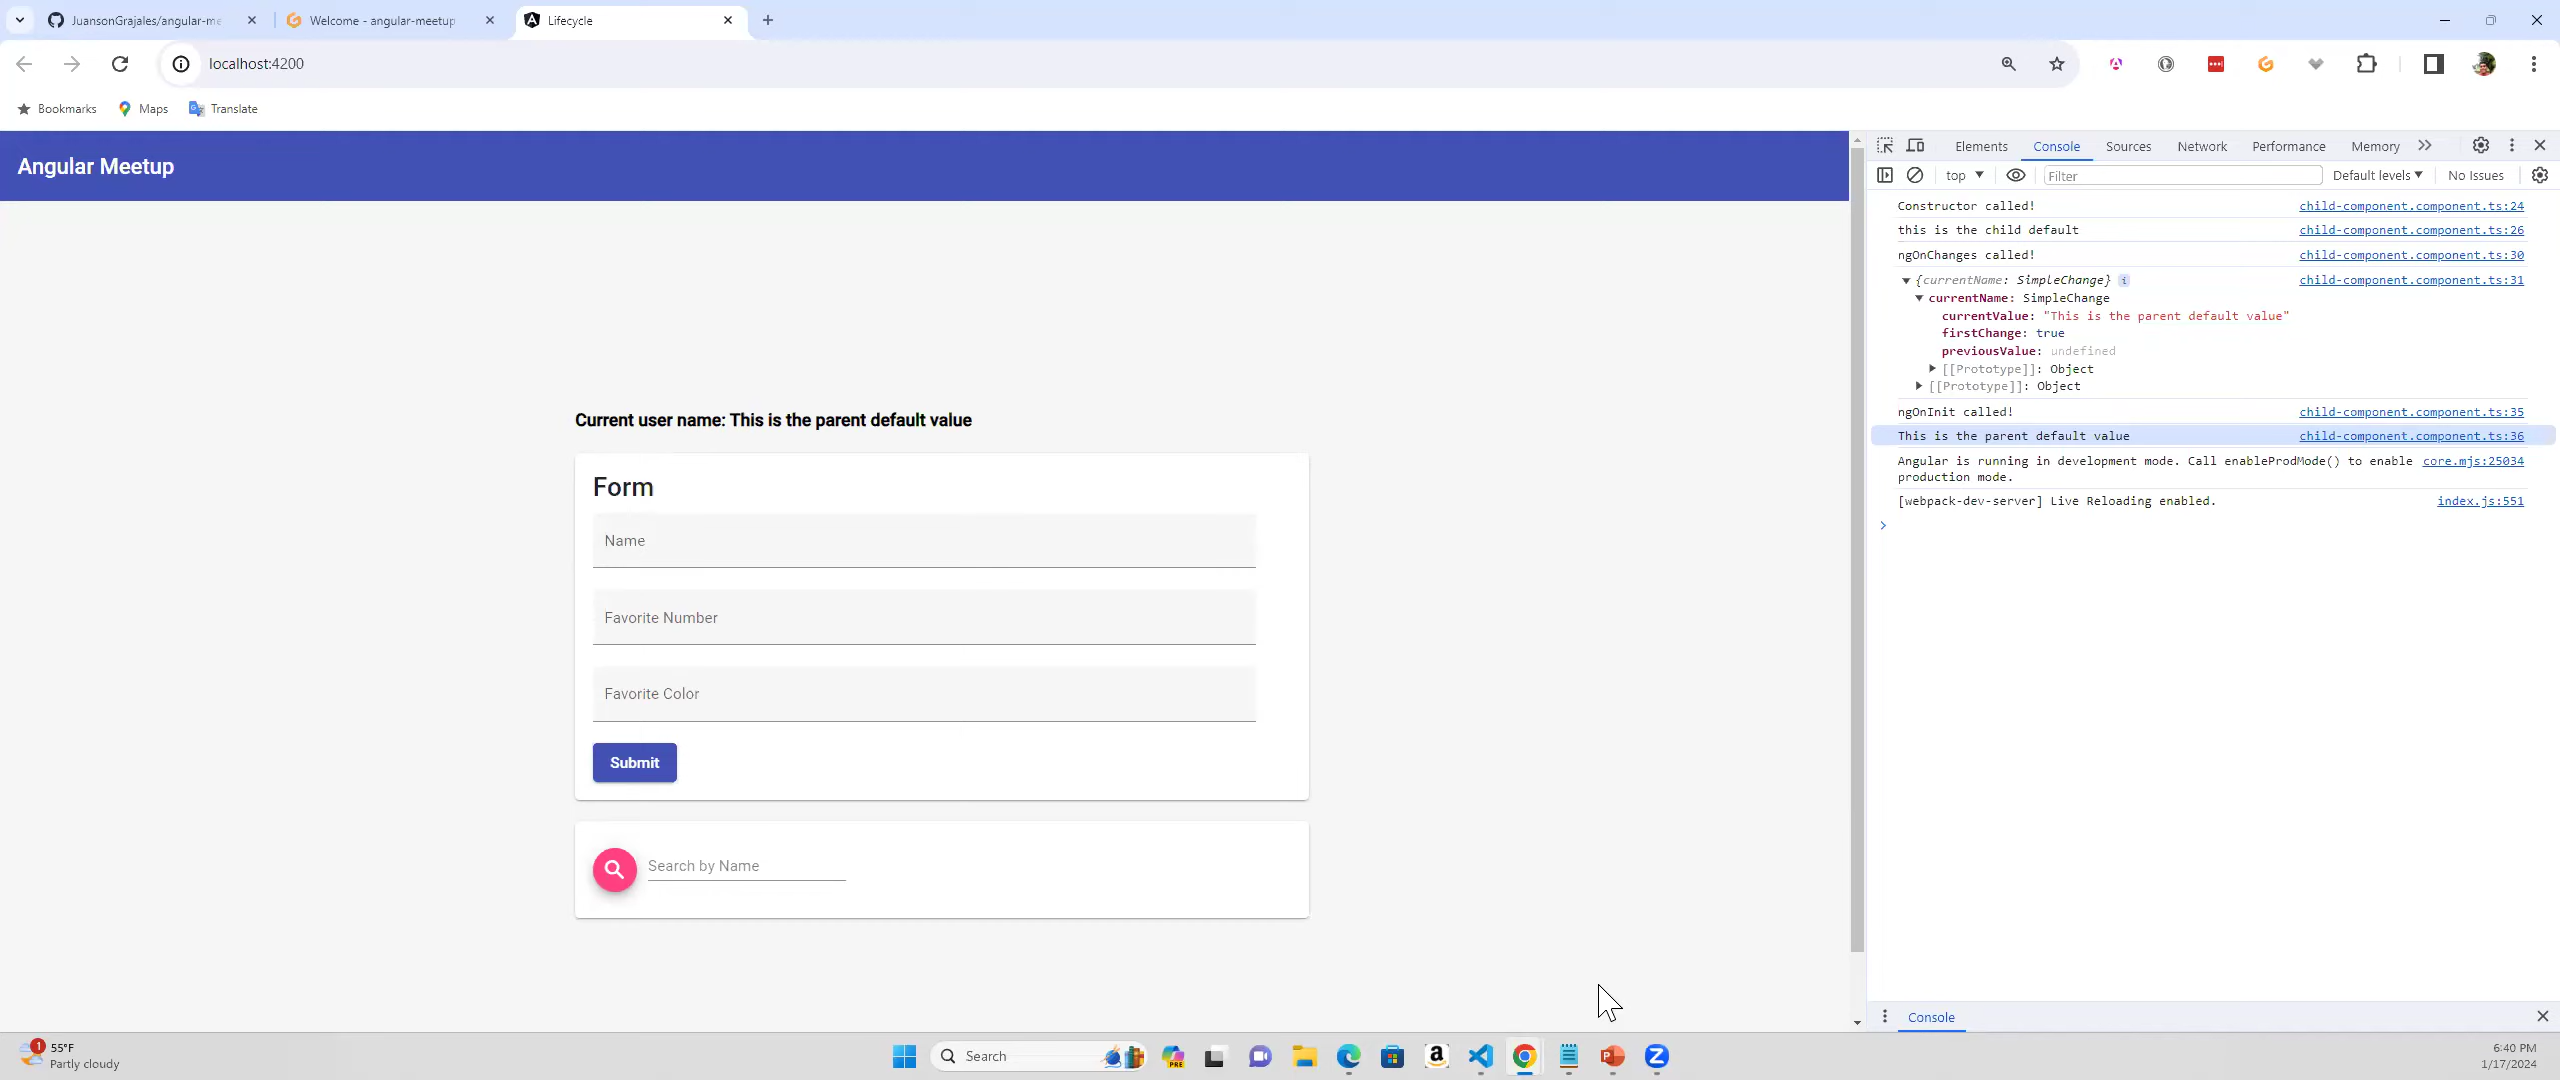 JuansonGrajales/angular-me
Welcome - angular-meetup
Lifecycle
localhost:4200
Bookmarks
Maps
Translate
Angular Meetup
Elements
Console
Sources
Network
Performance
Memory
top
Filter
Default levels
No Issues
Constructor called! child-component.component.ts:24
this is the child default child-component.component.ts:26
ngOnChanges called! child-component.component.ts:30
{currentName: SimpleChange} i child-component.component.ts:31
currentName: SimpleChange
currentValue: "This is the parent default value"
firstChange: true
previousValue: undefined
[[Prototype]]: Object
[[Prototype]]: Object
ngOnInit called! child-component.component.ts:35
This is the parent default value child-component.component.ts:36
Angular is running in development mode. Call enableProdMode() to enable core.mjs:25034
production mode.
[webpack-dev-server] Live Reloading enabled. index.js:551
Current user name: This is the parent default value
Form
Name
Favorite Number
Favorite Color
Submit
Search by Name
Console
1
55°F
Partly cloudy
Search
PRE
6:40 PM
1/17/2024